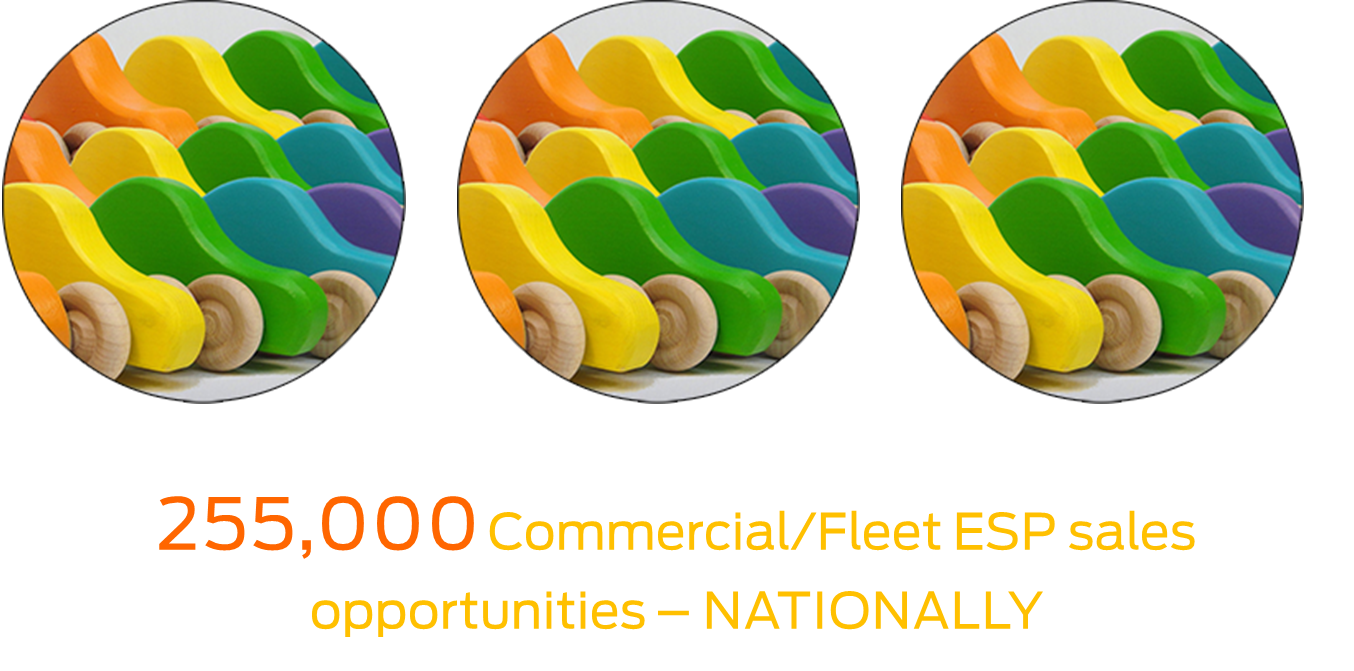 255,000 Commercial/Fleet ESP sales
opportunities – NATIONALLY